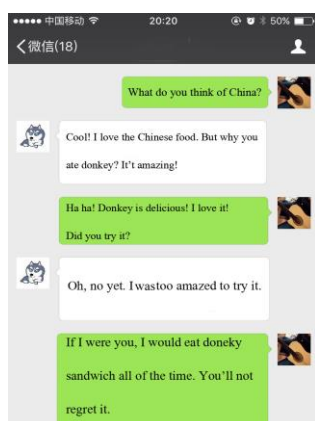 中国移动 20:20 50%
微信(18)
What do you think of China?
Cool! I love the Chinese food. But why you
ate donkey? It't amazing!
Ha ha! Donkey is delicious! I love it!
Did you try it?
Oh, no yet. Iwastoo amazed to try it.
If I were you, I would eat doneky
sandwich all of the time. You'll not
regret it.